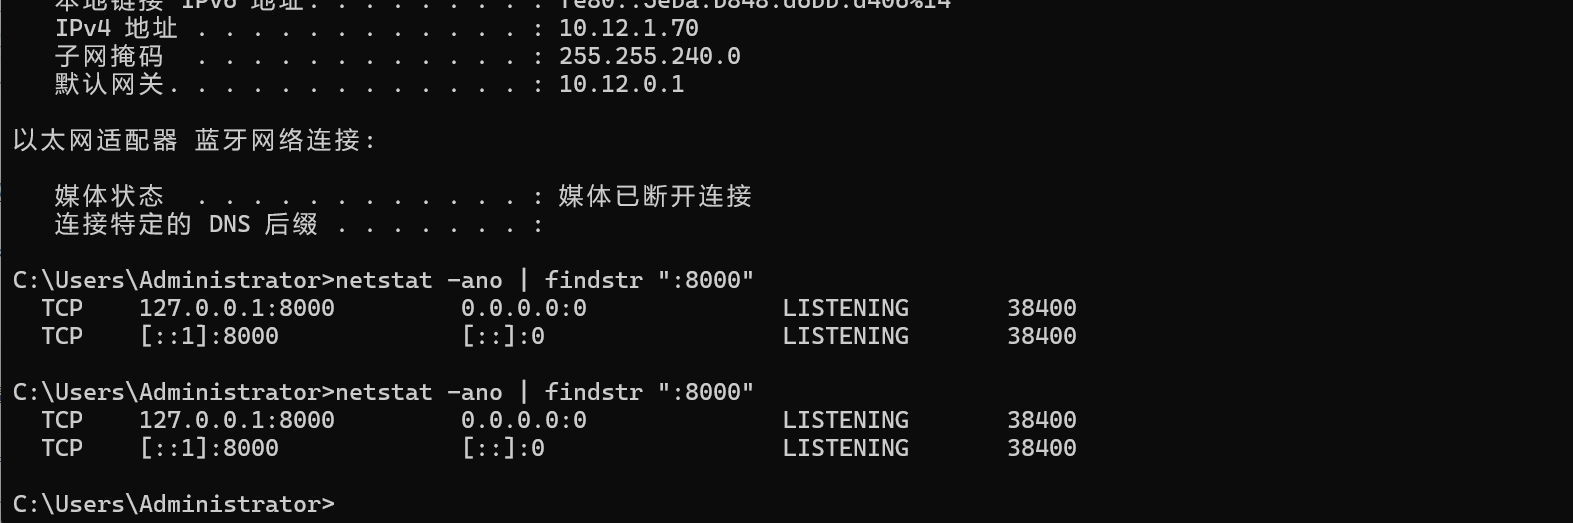 本地链接 IPv6 地址. . . . . . . . :
IPv4 地址 . . . . . . . . . . . . : 10.12.1.70
子网掩码  . . . . . . . . . . . . : 255.255.240.0
默认网关. . . . . . . . . . . . . : 10.12.0.1
以太网适配器 蓝牙网络连接:
媒体状态  . . . . . . . . . . . . : 媒体已断开连接
连接特定的 DNS 后缀 . . . . . . . :
C:\Users\Administrator>netstat -ano | findstr ":8000"
TCP    127.0.0.1:8000         0.0.0.0:0              LISTENING       38400
TCP    [::1]:8000             [::]:0                 LISTENING       38400
C:\Users\Administrator>netstat -ano | findstr ":8000"
TCP    127.0.0.1:8000         0.0.0.0:0              LISTENING       38400
TCP    [::1]:8000             [::]:0                 LISTENING       38400
C:\Users\Administrator>